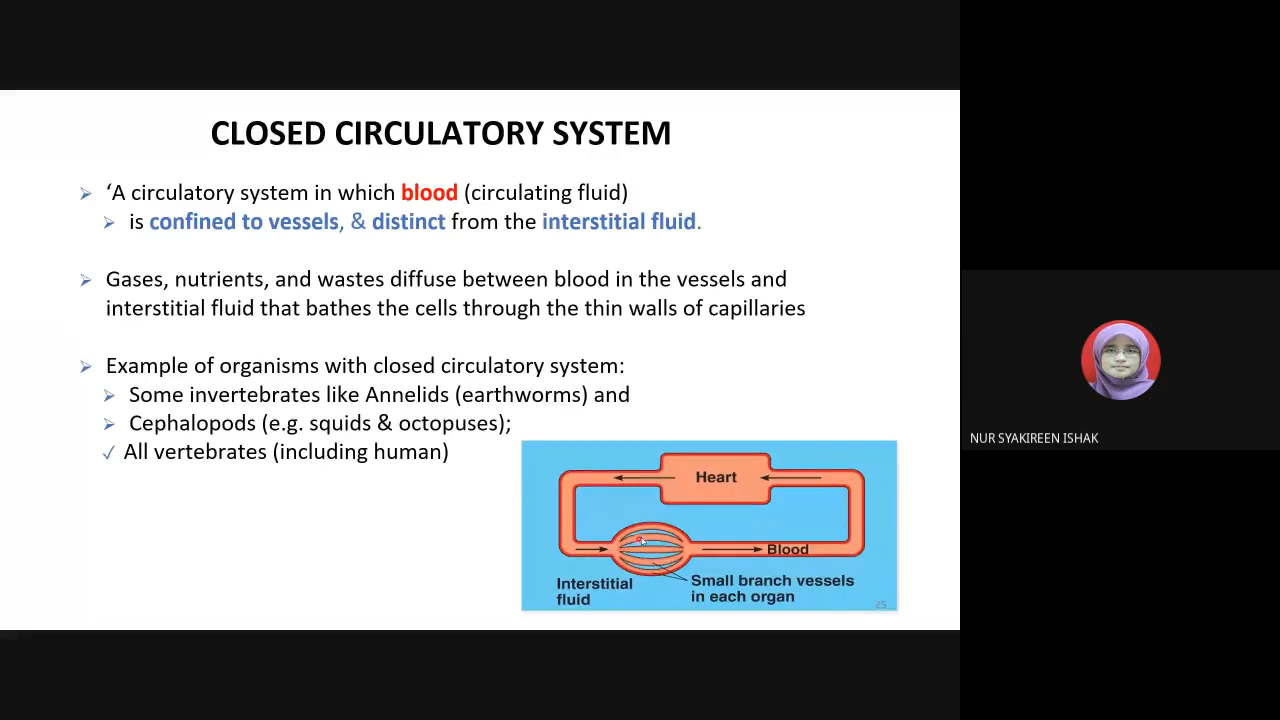 CLOSED CIRCULATORY SYSTEM
‘A circulatory system in which blood (circulating fluid)
is confined to vessels, & distinct from the interstitial fluid.
Gases, nutrients, and wastes diffuse between blood in the vessels and
interstitial fluid that bathes the cells through the thin walls of capillaries
Example of organisms with closed circulatory system:
Some invertebrates like Annelids (earthworms) and
Cephalopods (e.g. squids & octopuses);
All vertebrates (including human)
Heart
Blood
Interstitial
fluid
Small branch vessels
in each organ
25
NUR SYAKIREEN ISHAK